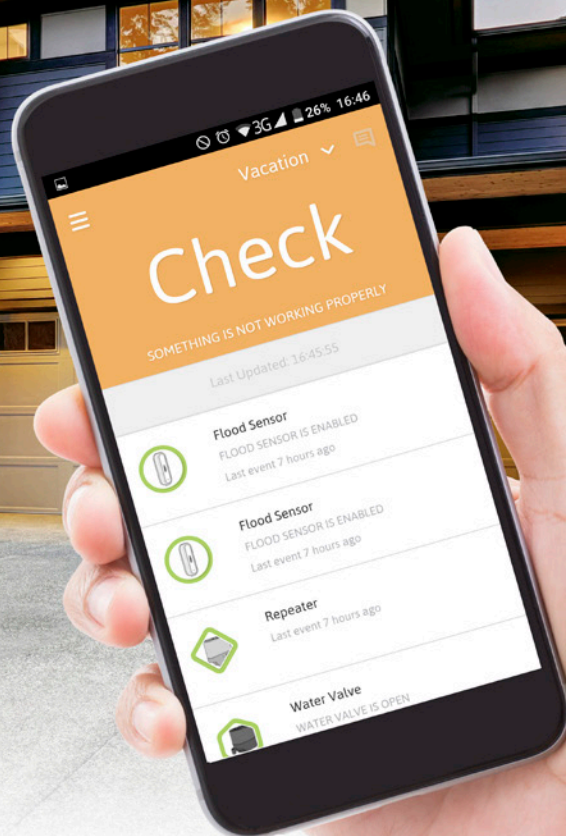 3G 26% 16:46
Vacation
Check
SOMETHING IS NOT WORKING PROPERLY
Last Updated: 16:45:55
Flood Sensor
FLOOD SENSOR IS ENABLED
Last event 7 hours ago
Flood Sensor
FLOOD SENSOR IS ENABLED
Last event 7 hours ago
Repeater
Last event 7 hours ago
Water Valve
WATER VALVE IS OPEN